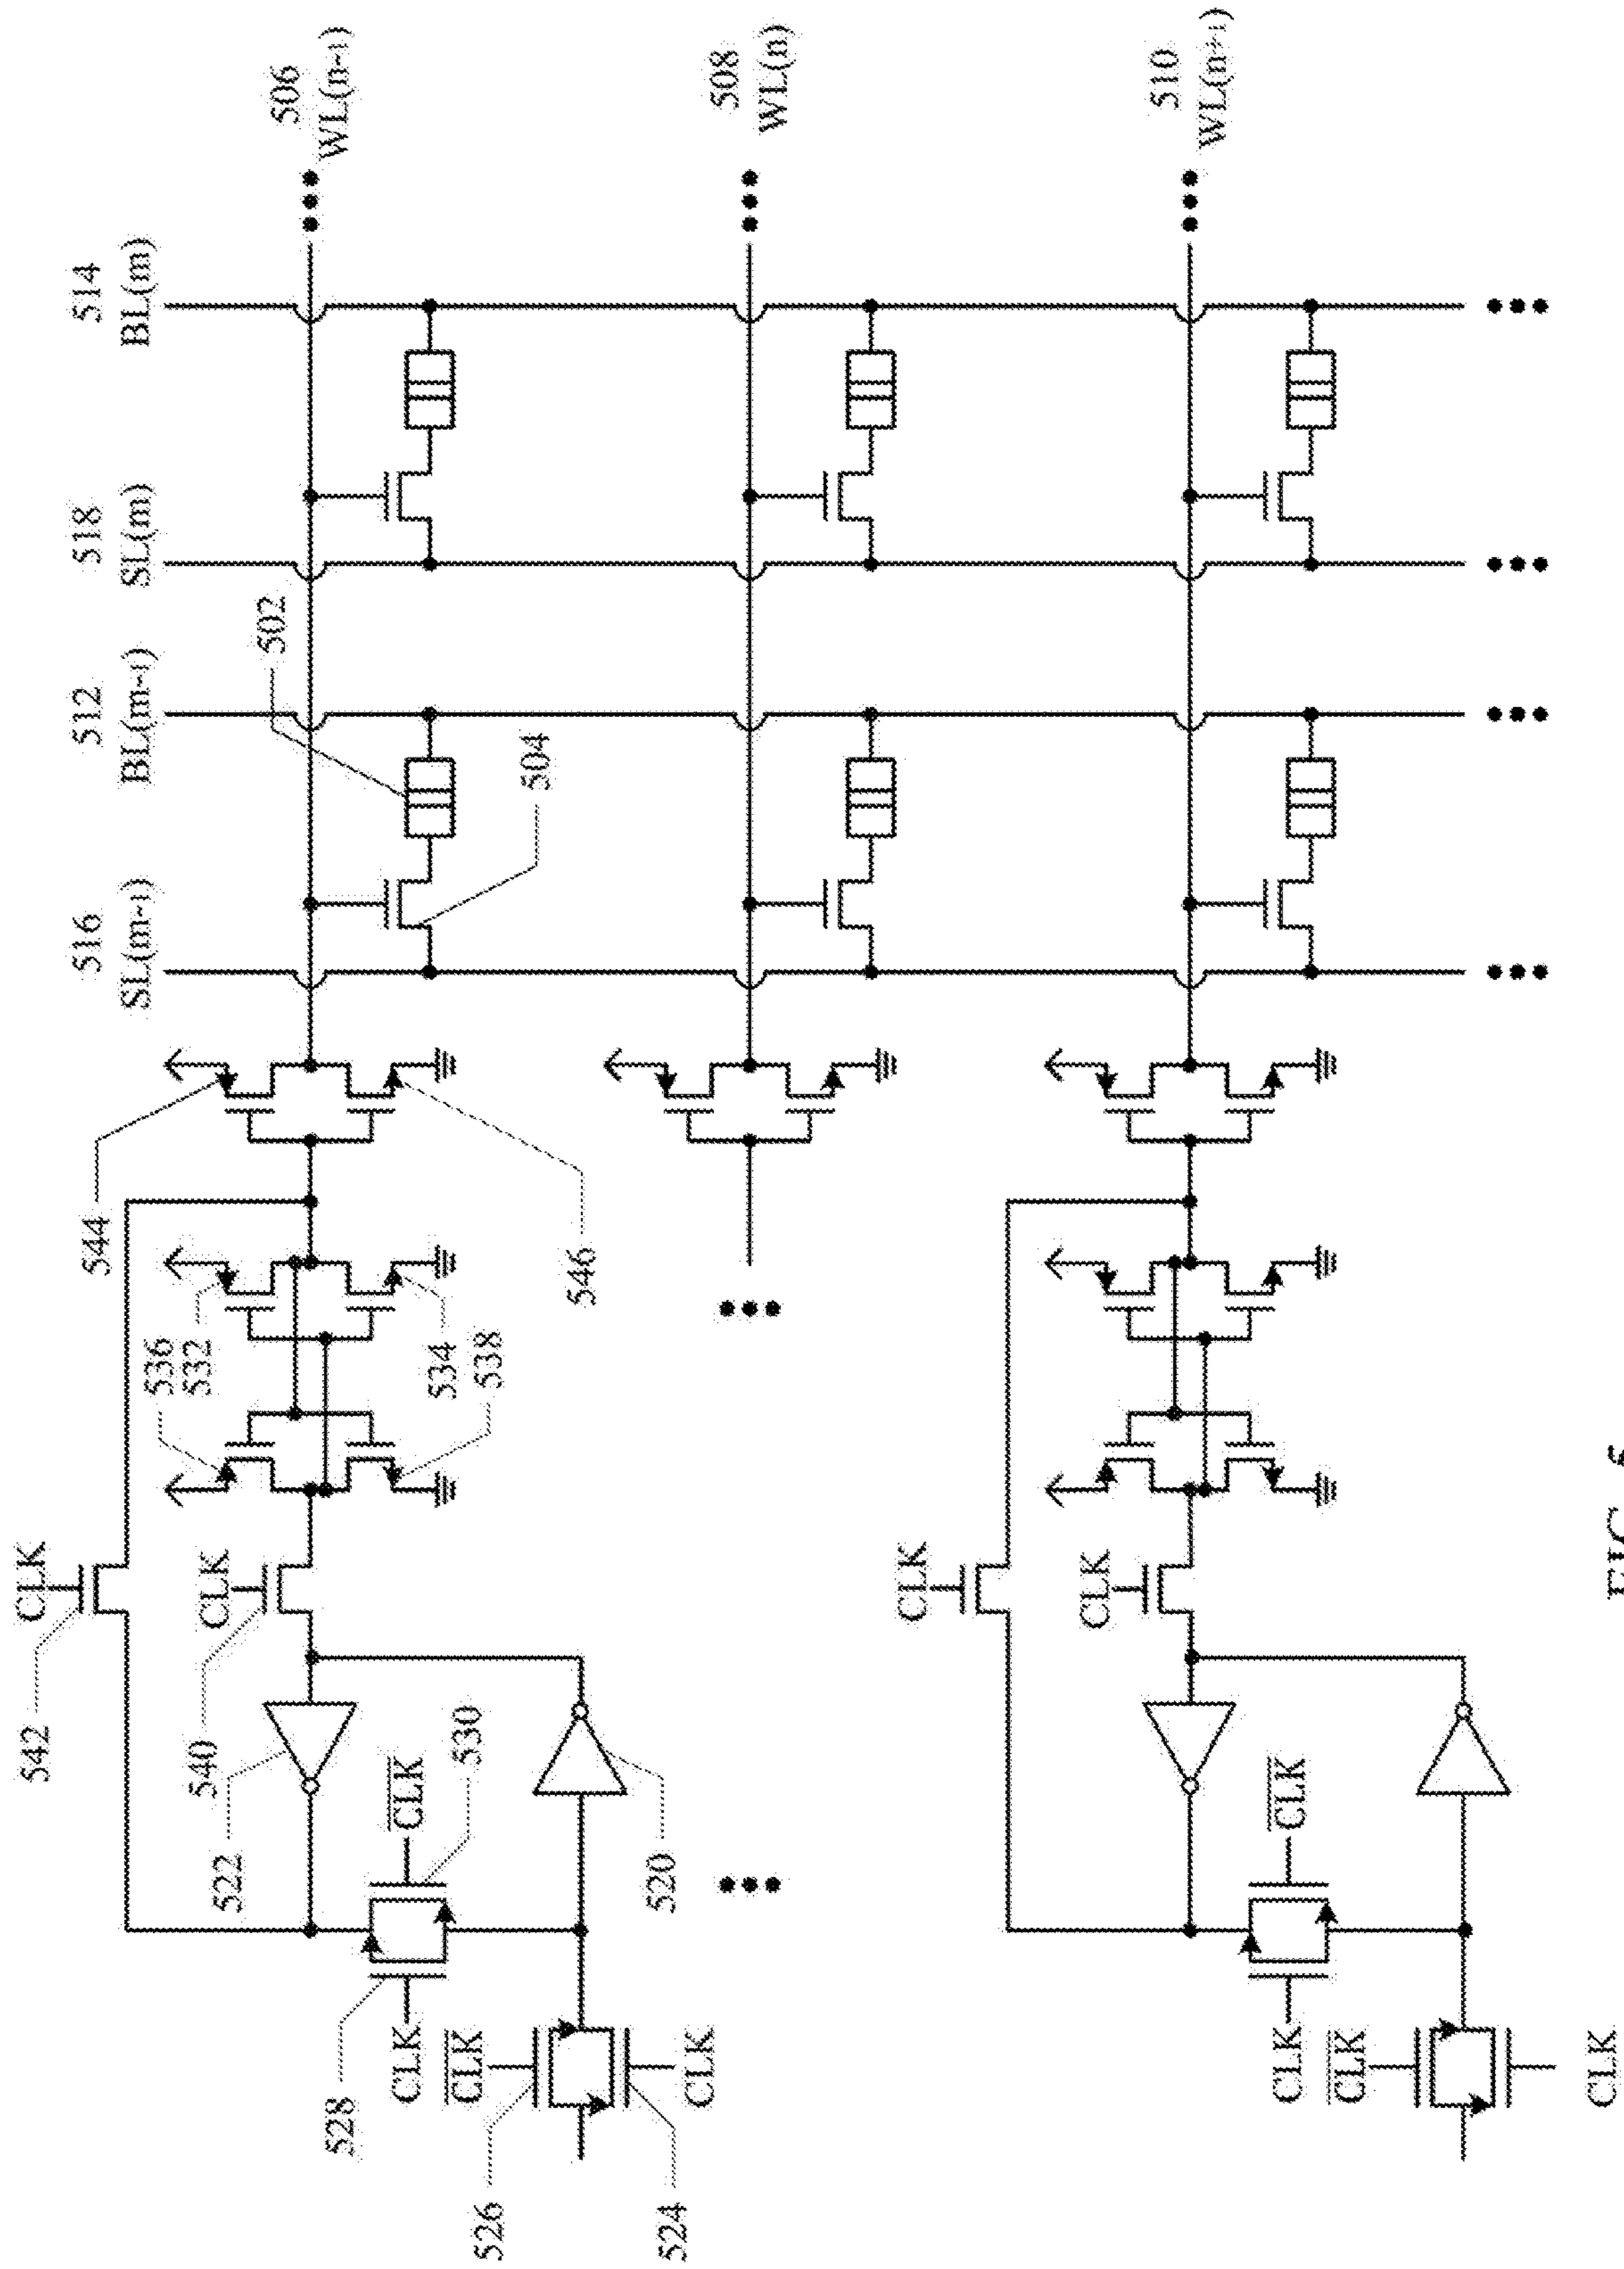 506
WL(n-1)
508
WL(n)
510
WL(n+1)
514
BL(m)
518
SL(m)
512
BL(m-1)
516
SL(m-1)
502
504
544
546
536
532
534
538
CLK
542
CLK
540
522
530
CLK
520
528
CLK
CLK
526
524
CLK
CLK
CLK
CLK
CLK
CLK
CLK
FIG. 5